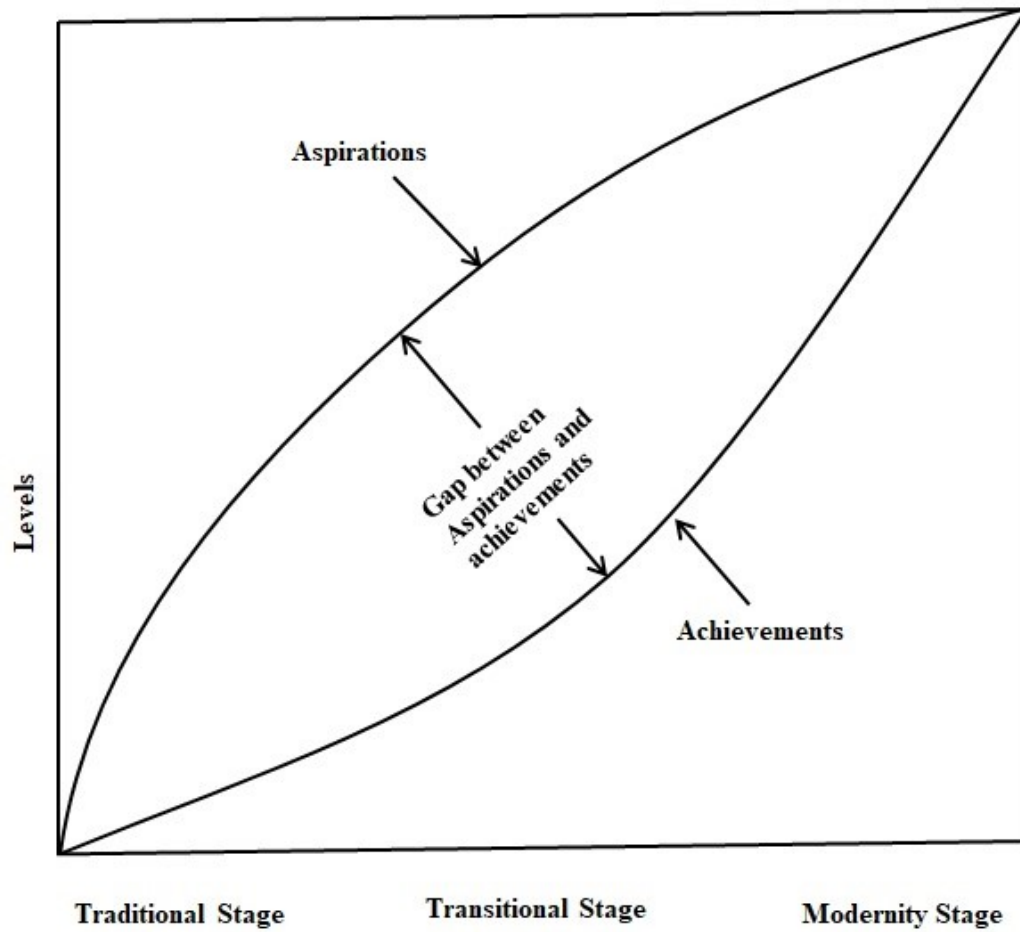 Aspirations
Gap between
Aspirations and
achievements
Levels
Achievements
Traditional Stage
Transitional Stage
Modernity Stage